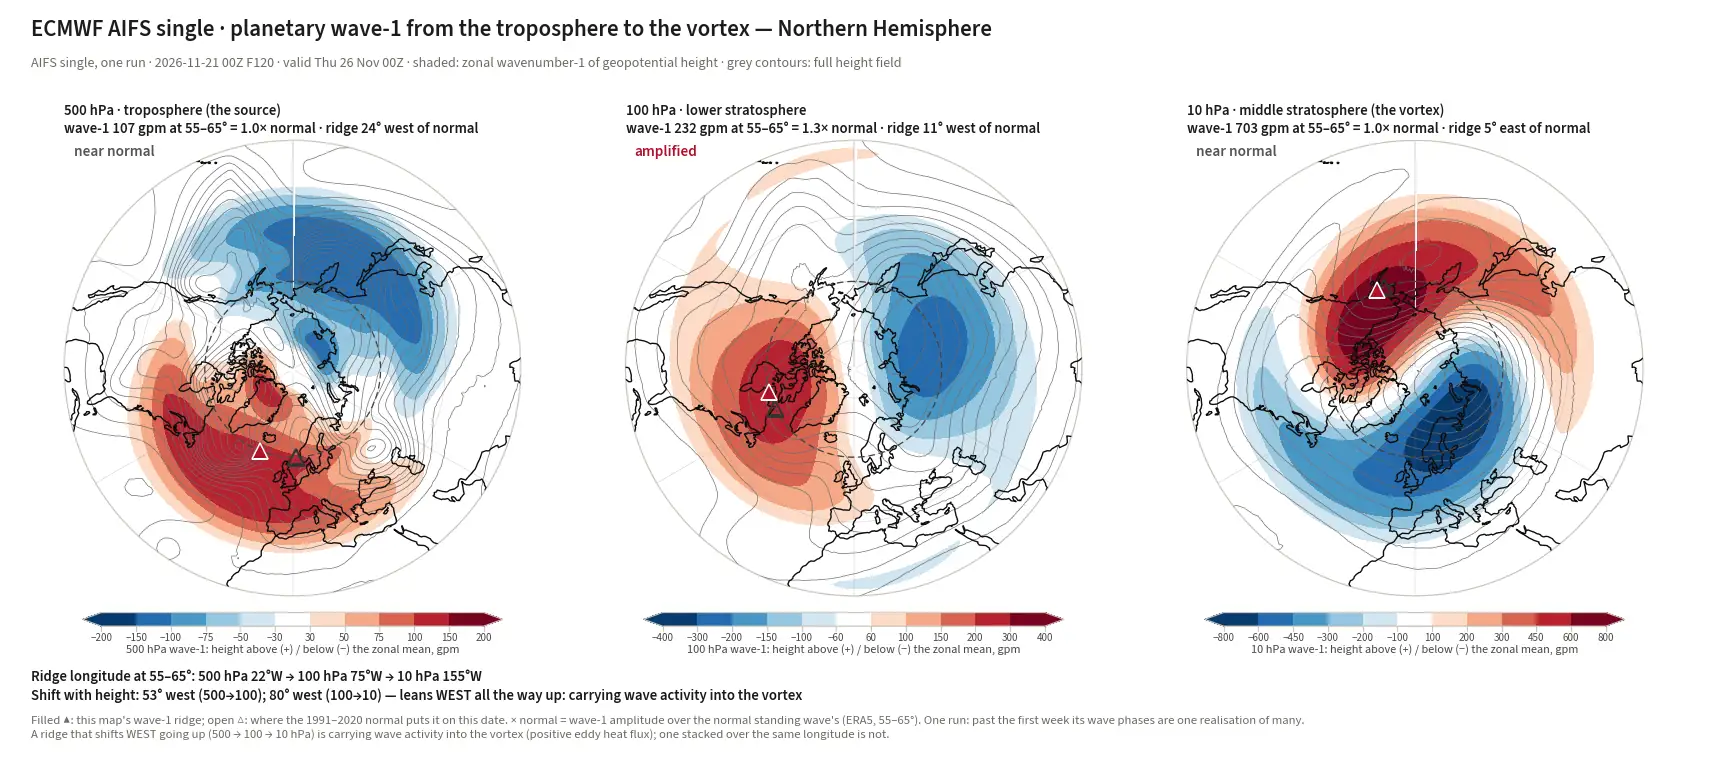 ECMWF AIFS single · planetary wave-1 from the troposphere to the vortex — Northern Hemisphere
AIFS single, one run · 2026-11-21 00Z F120 · valid Thu 26 Nov 00Z · shaded: zonal wavenumber-1 of geopotential height · grey contours: full height field
500 hPa · troposphere (the source)
wave-1 107 gpm at 55–65° = 1.0× normal · ridge 24° west of normal
near normal
100 hPa · lower stratosphere
wave-1 232 gpm at 55–65° = 1.3× normal · ridge 11° west of normal
amplified
10 hPa · middle stratosphere (the vortex)
wave-1 703 gpm at 55–65° = 1.0× normal · ridge 5° east of normal
near normal
−200 −150 −100 −75 −50 −30 30 50 75 100 150 200
500 hPa wave-1: height above (+) / below (−) the zonal mean, gpm
−400 −300 −200 −150 −100 −60 60 100 150 200 300 400
100 hPa wave-1: height above (+) / below (−) the zonal mean, gpm
−800 −600 −450 −300 −200 −100 100 200 300 450 600 800
10 hPa wave-1: height above (+) / below (−) the zonal mean, gpm
Ridge longitude at 55–65°: 500 hPa 22°W → 100 hPa 75°W → 10 hPa 155°W
Shift with height: 53° west (500→100); 80° west (100→10) — leans WEST all the way up: carrying wave activity into the vortex
Filled ▲: this map's wave-1 ridge; open △: where the 1991–2020 normal puts it on this date. × normal = wave-1 amplitude over the normal standing wave's (ERA5, 55–65°). One run: past the first week its wave phases are one realisation of many.
A ridge that shifts WEST going up (500 → 100 → 10 hPa) is carrying wave activity into the vortex (positive eddy heat flux); one stacked over the same longitude is not.